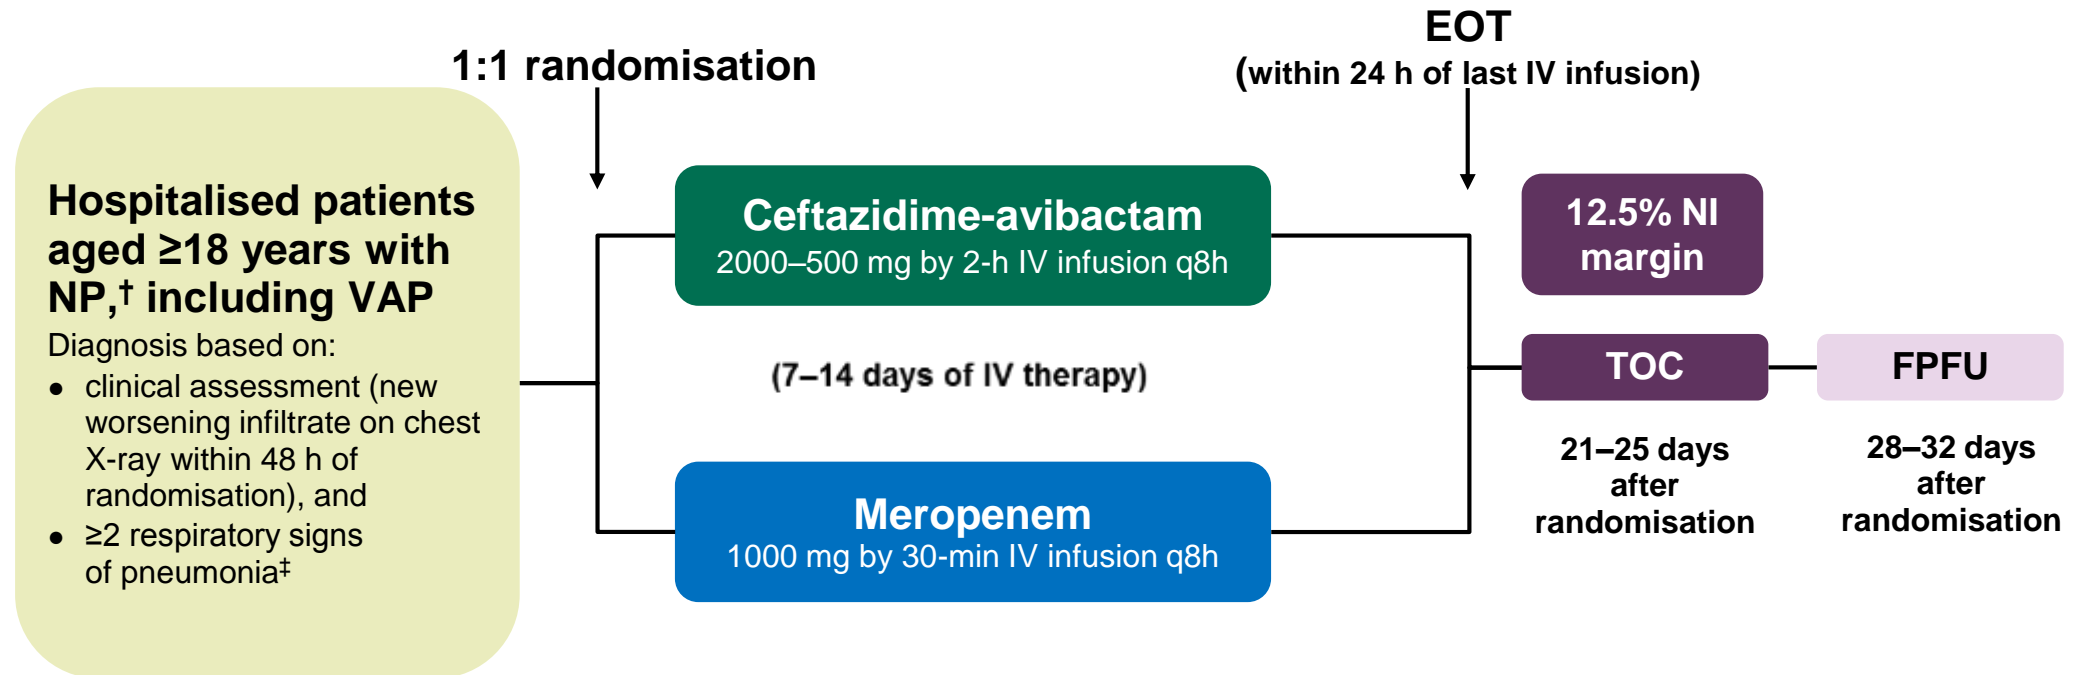 1:1 randomisation
EOT
(within 24 h of last IV infusion)
Hospitalised patients
aged ≥18 years with
NP,† including VAP
Diagnosis based on:
● clinical assessment (new
worsening infiltrate on chest
X-ray within 48 h of
randomisation), and
● ≥2 respiratory signs
of pneumonia‡
Ceftazidime-avibactam
2000–500 mg by 2-h IV infusion q8h
(7–14 days of IV therapy)
Meropenem
1000 mg by 30-min IV infusion q8h
12.5% NI
margin
TOC
21–25 days
after
randomisation
FPFU
28–32 days
after
randomisation